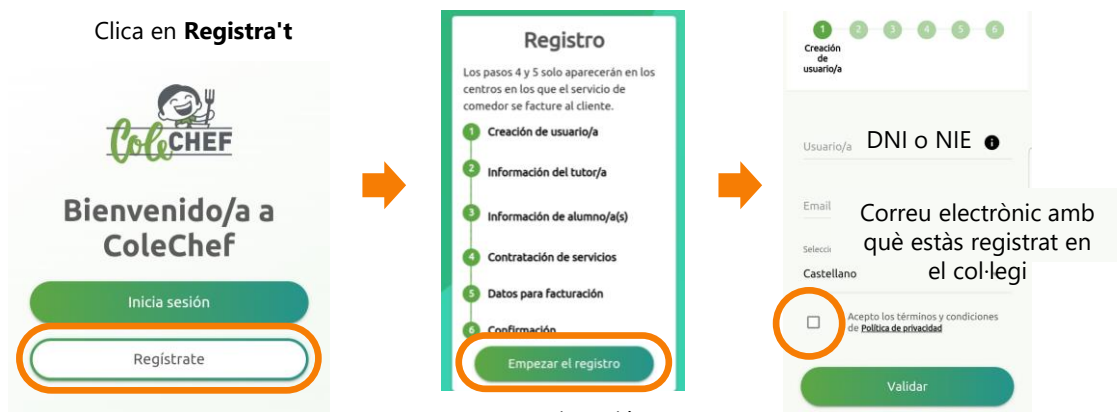 Clica en Registra't
ColeCHEF
Bienvenido/a a
ColeChef
Inicia sesión
Regístrate
Registro
Los pasos 4 y 5 solo aparecerán en los
centros en los que el servicio de
comedor se facture al cliente.
1 Creación de usuario/a
2 Información del tutor/a
3 Información de alumno/a(s)
4 Contratación de servicios
5 Datos para facturación
6 Confirmación
Empezar el registro
1 2 3 4 5 6
Creación
de
usuario/a
Usuario/a DNI o NIE
Email
Correu electrònic amb
què estàs registrat en
el col·legi
Castellano
Acepto los términos y condiciones
de Política de privacidad
Validar